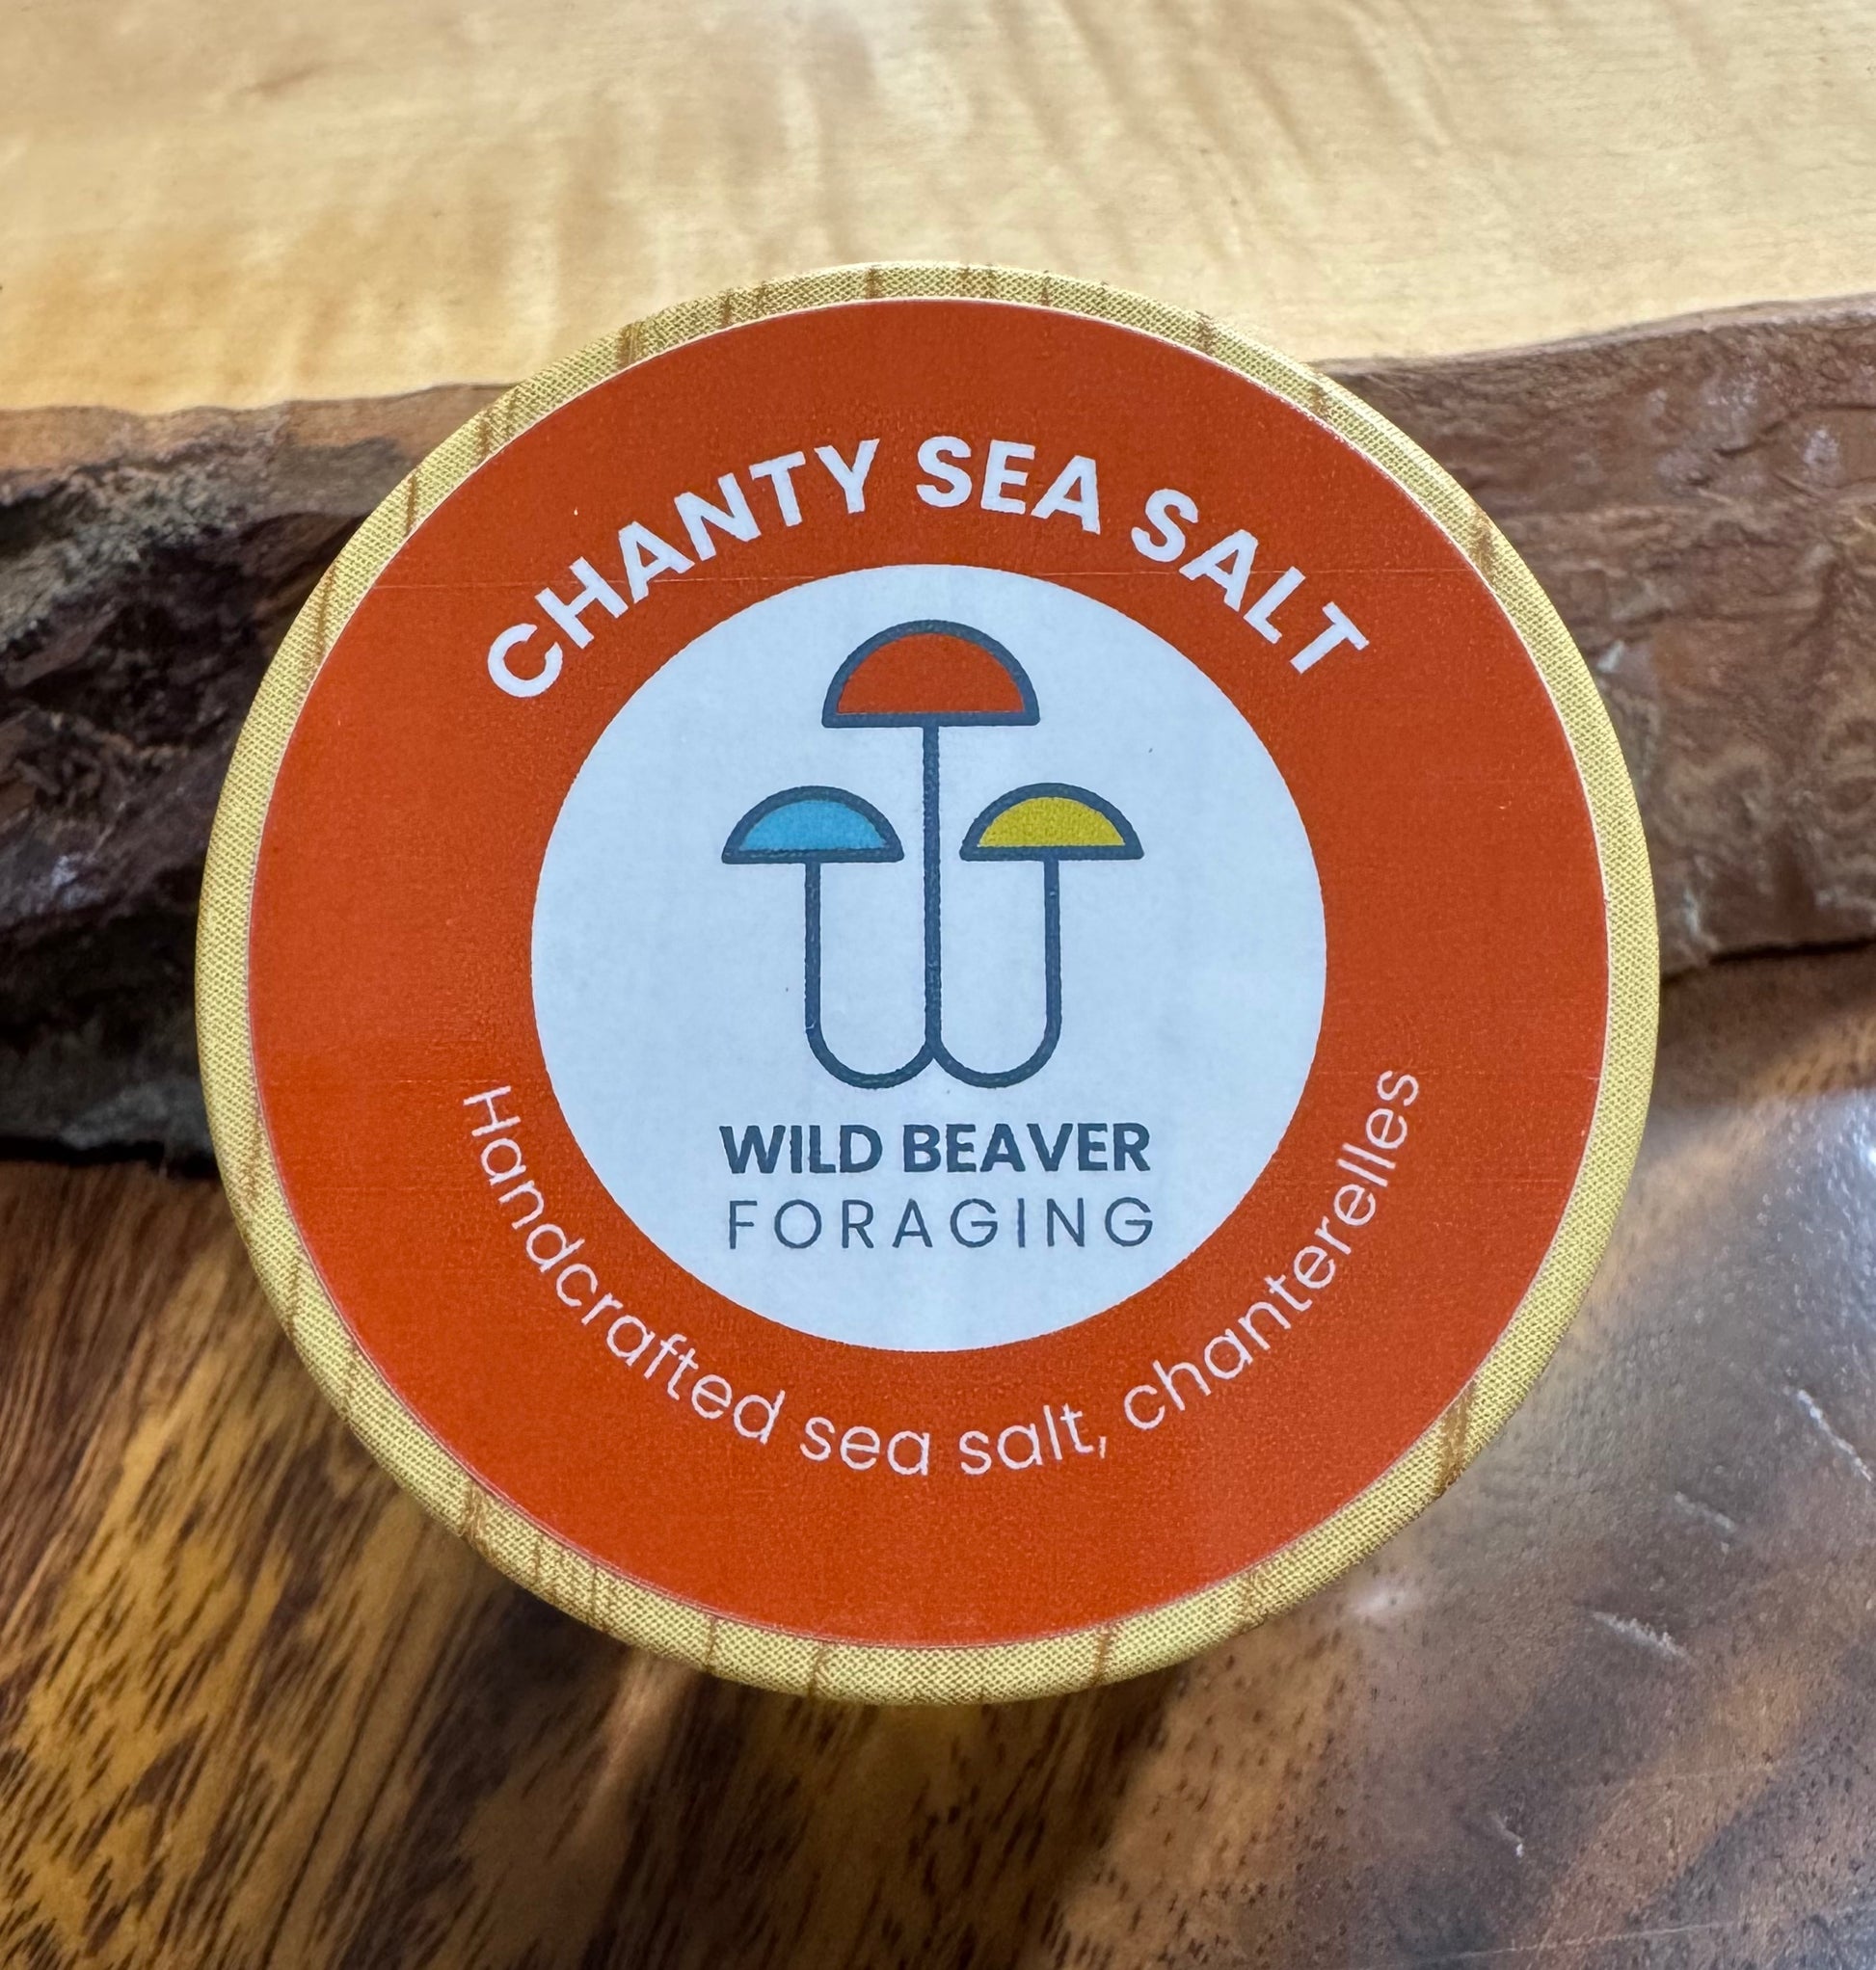 CHANTY SEA SALT
WILD BEAVER
FORAGING
Handcrafted sea salt, chanterelles